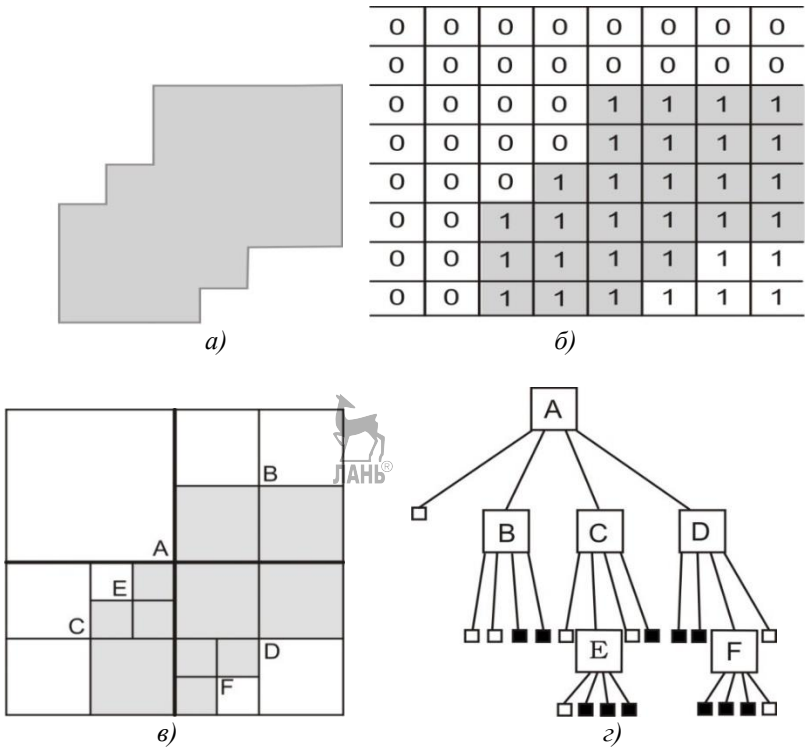 0 0 0 0 0 0 0 0
0 0 0 0 0 0 0 0
0 0 0 0 1 1 1 1
0 0 0 0 1 1 1 1
0 0 0 1 1 1 1 1
0 0 1 1 1 1 1 1
0 0 1 1 1 1 1 1
0 0 1 1 1 1 1 1
а)
б)
B
A
E
C
D
F
ЛАНЬ®
A
B C D
E F
в)
г)